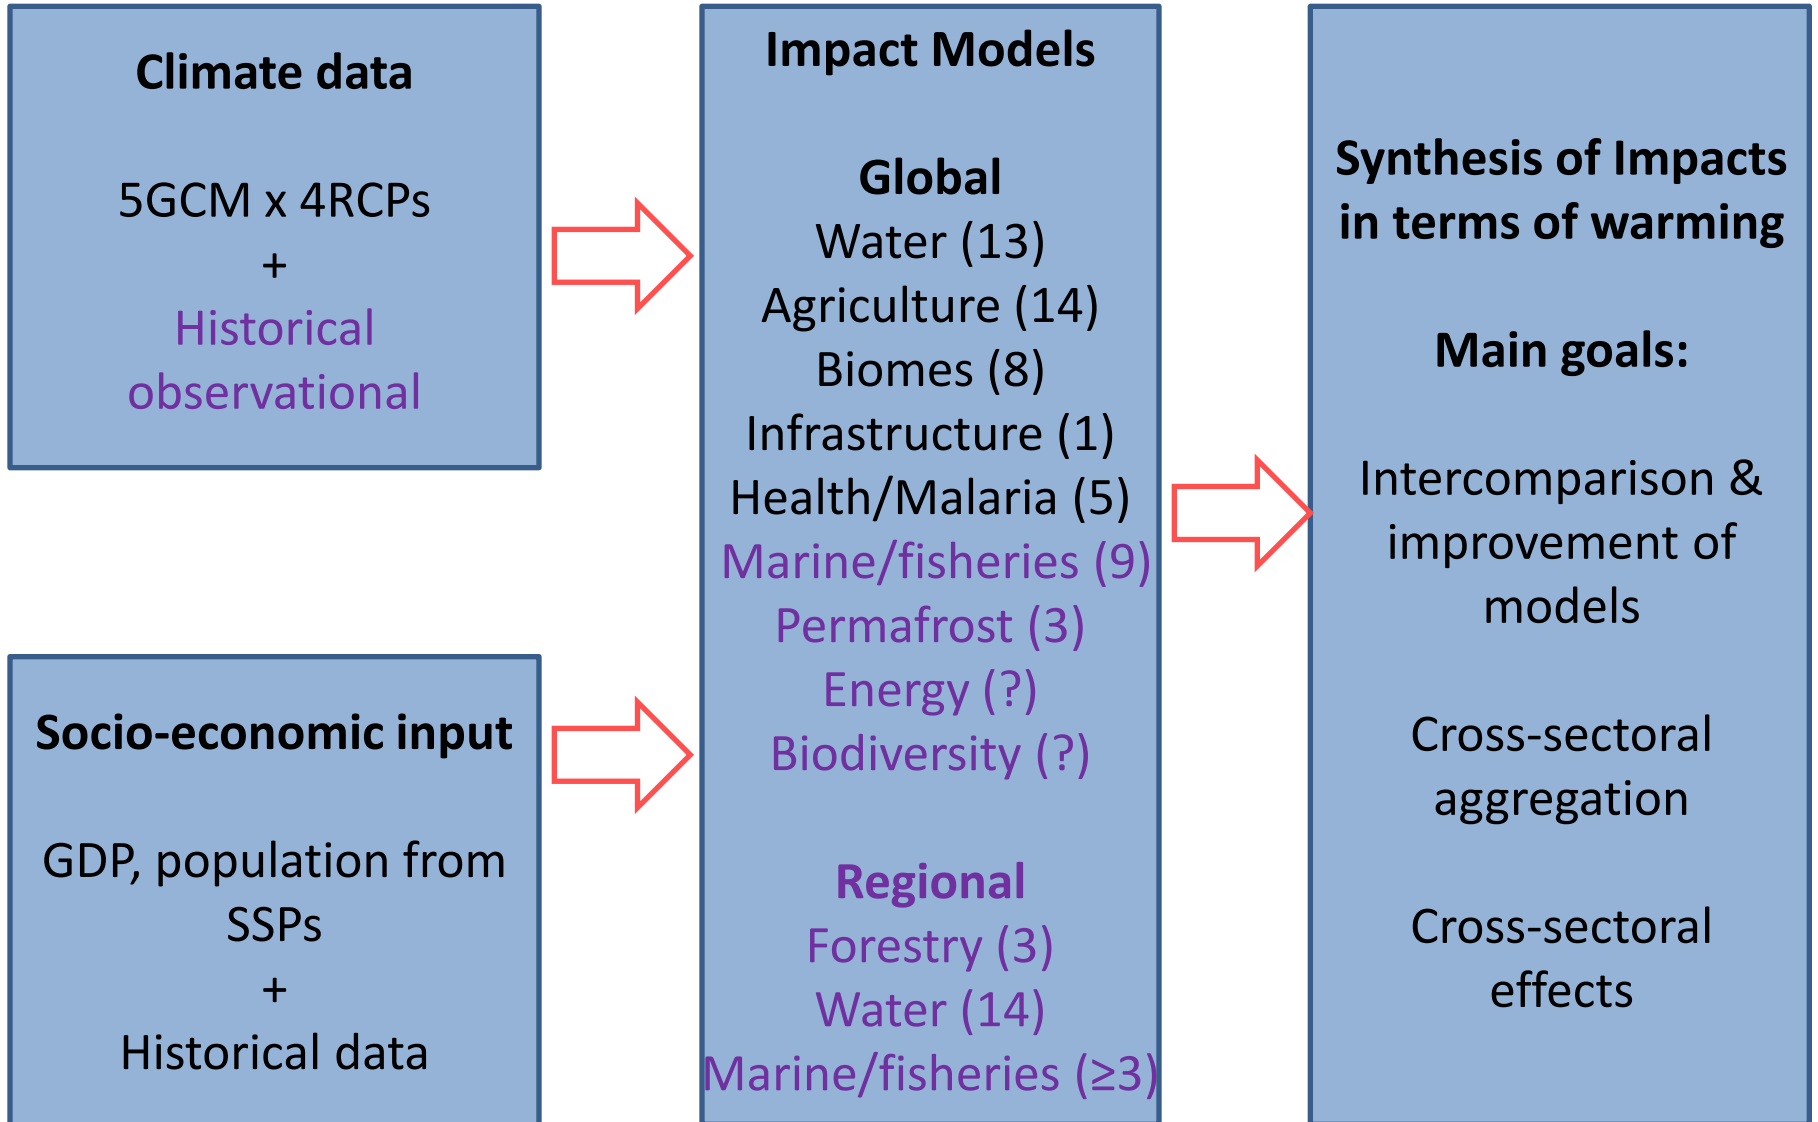 Climate data
5GCM x 4RCPs
+
Historical
observational
Socio-economic input
GDP, population from
SSPs
+
Historical data
Impact Models
Global
Water (13)
Agriculture (14)
Biomes (8)
Infrastructure (1)
Health/Malaria (5)
Marine/fisheries (9)
Permafrost (3)
Energy (?)
Biodiversity (?)
Regional
Forestry (3)
Water (14)
Marine/fisheries (≥3)
Synthesis of Impacts
in terms of warming
Main goals:
Intercomparison &
improvement of
models
Cross-sectoral
aggregation
Cross-sectoral
effects